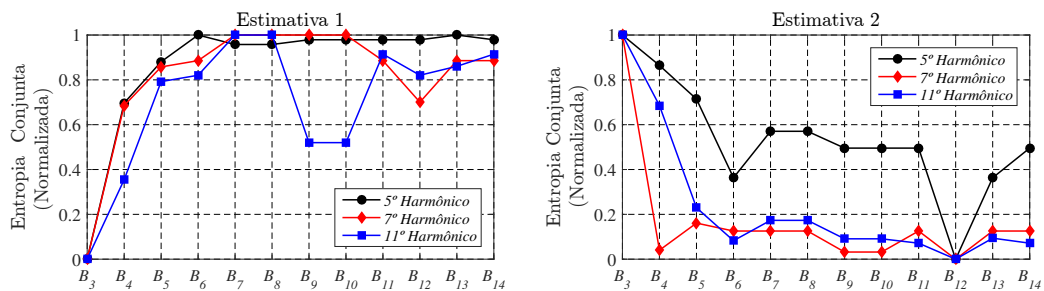 Estimativa 1
Entropia Conjunta
(Normalizada)
1
0.8
0.6
0.4
0.2
0
5º Harmônico
7º Harmônico
11º Harmônico
B3 B4 B5 B6 B7 B8 B9 B10 B11 B12 B13 B14
Estimativa 2
Entropia Conjunta
(Normalizada)
1
0.8
0.6
0.4
0.2
0
5º Harmônico
7º Harmônico
11º Harmônico
B3 B4 B5 B6 B7 B8 B9 B10 B11 B12 B13 B14